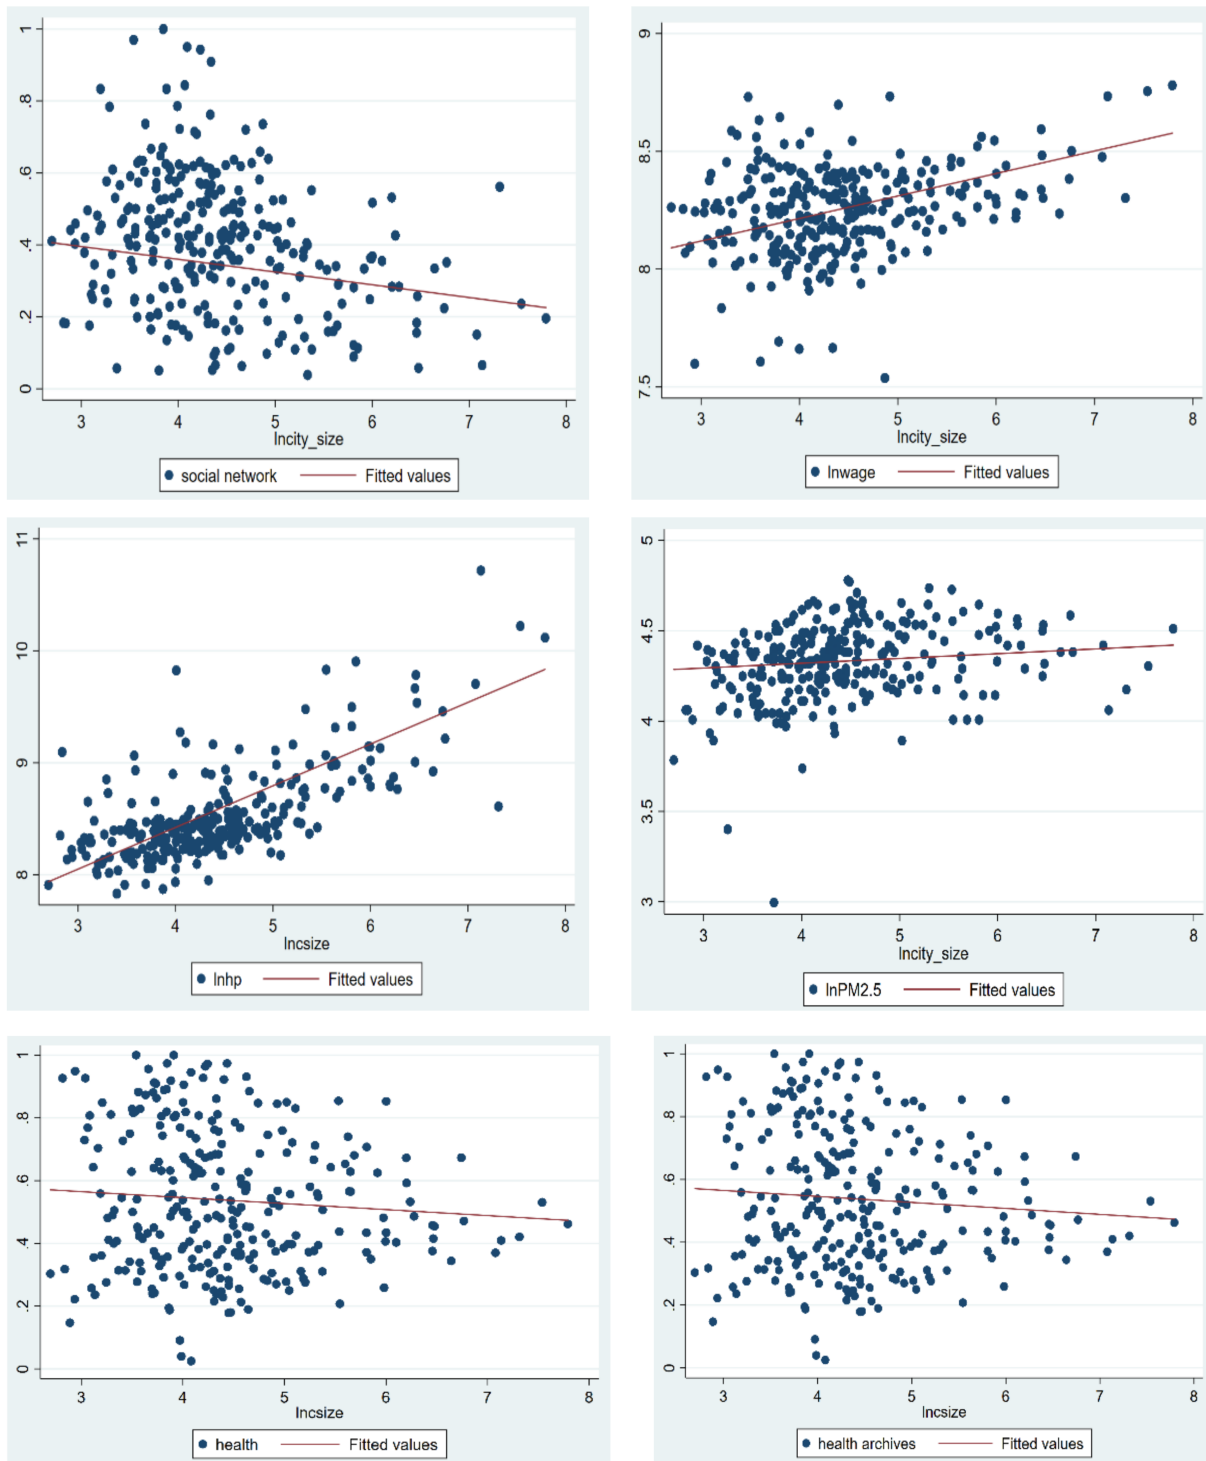 1
.8
.6
.4
.2
0
3 4 5 6 7 8
lncity_size
social network Fitted values
9
8.5
8
7.5
3 4 5 6 7 8
lncity_size
lnwage Fitted values
11
10
9
8
3 4 5 6 7 8
lncsize
lnhp Fitted values
5
4.5
4
3.5
3
3 4 5 6 7 8
lncity_size
lnPM2.5 Fitted values
1
.8
.6
.4
.2
0
3 4 5 6 7 8
lncsize
health Fitted values
1
.8
.6
.4
.2
0
3 4 5 6 7 8
lncsize
health archives Fitted values